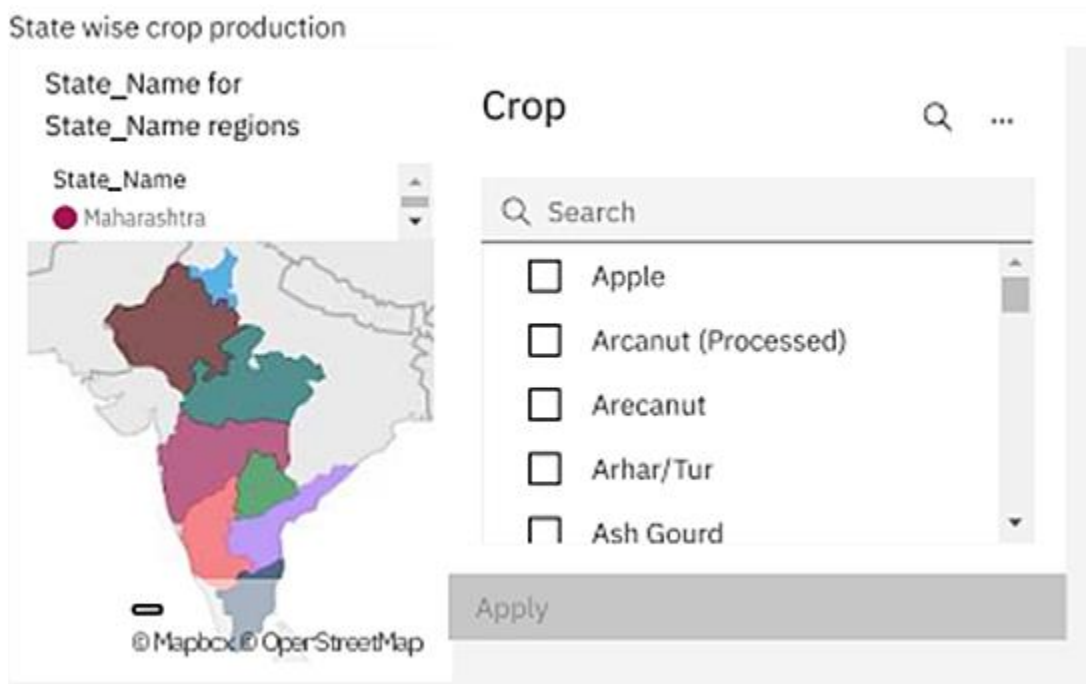 State wise crop production
State_Name for
State_Name regions
State_Name
Maharashtra
© Mapbox © OpenStreetMap
Crop
...
Search
Apple
Arcanut (Processed)
Arecanut
Arhar/Tur
Ash Gourd
Apply